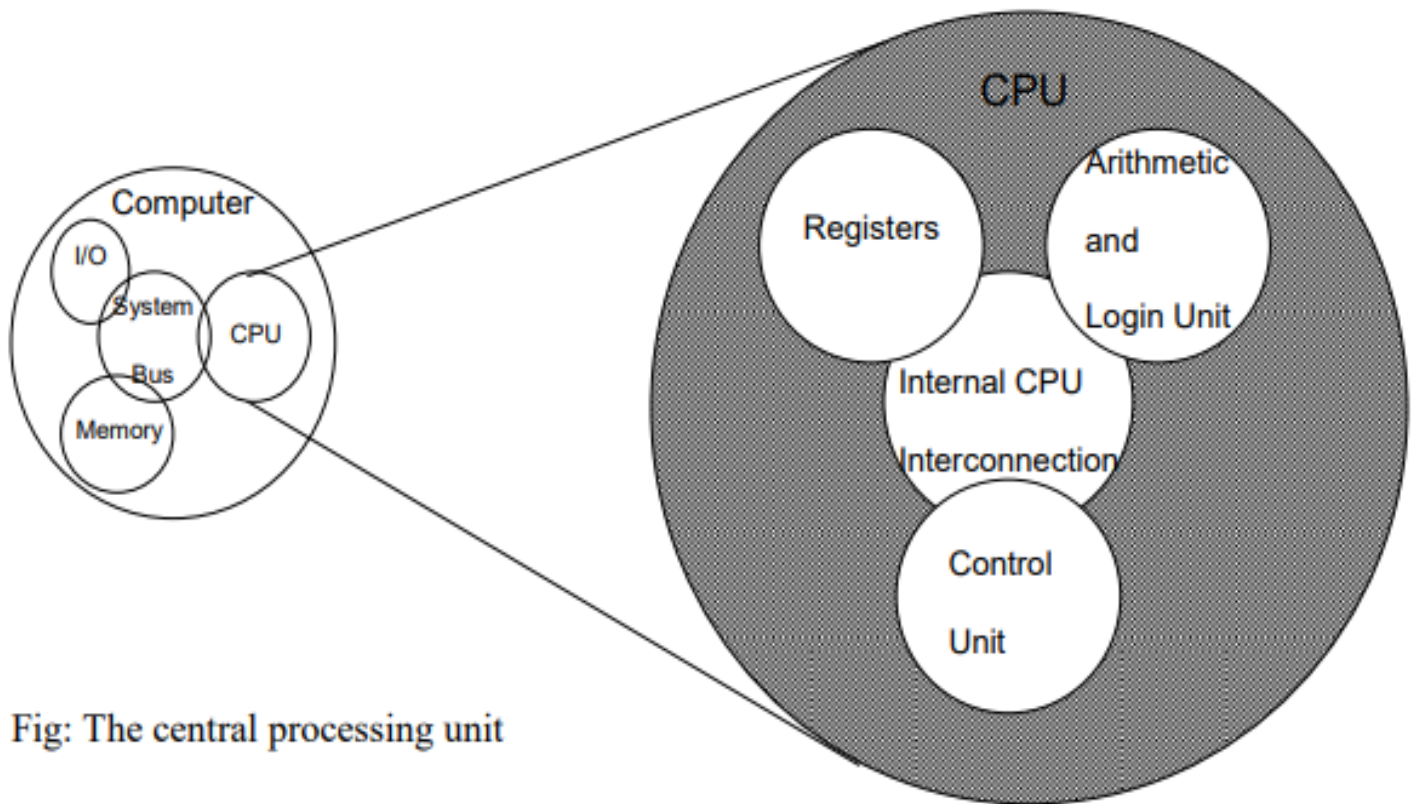 Computer
I/O
System
Bus
CPU
Memory
CPU
Registers
Arithmetic
and
Login Unit
Internal CPU
Interconnection
Control
Unit
Fig: The central processing unit